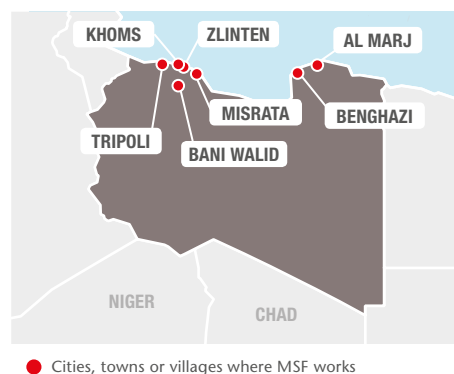 KHOMS
ZLINTEN
AL MARJ
MISRATA
BENGHAZI
TRIPOLI
BANI WALID
NIGER
CHAD
Cities, towns or villages where MSF works